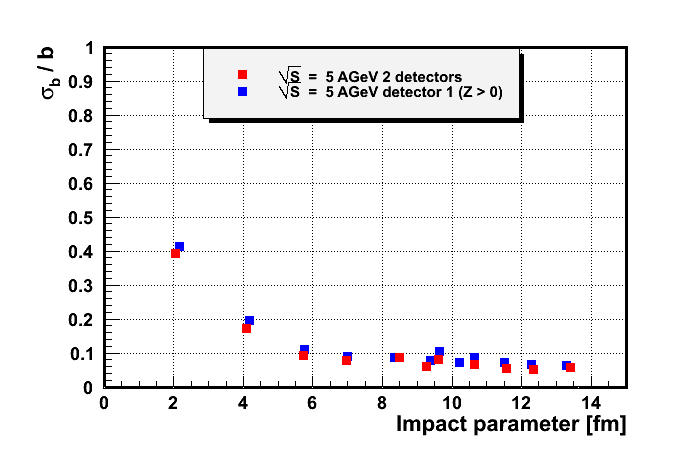 σb / b
1
0.9
0.8
0.7
0.6
0.5
0.4
0.3
0.2
0.1
0
√S = 5 AGeV 2 detectors
√S = 5 AGeV detector 1 (Z > 0)
0 2 4 6 8 10 12 14
Impact parameter [fm]